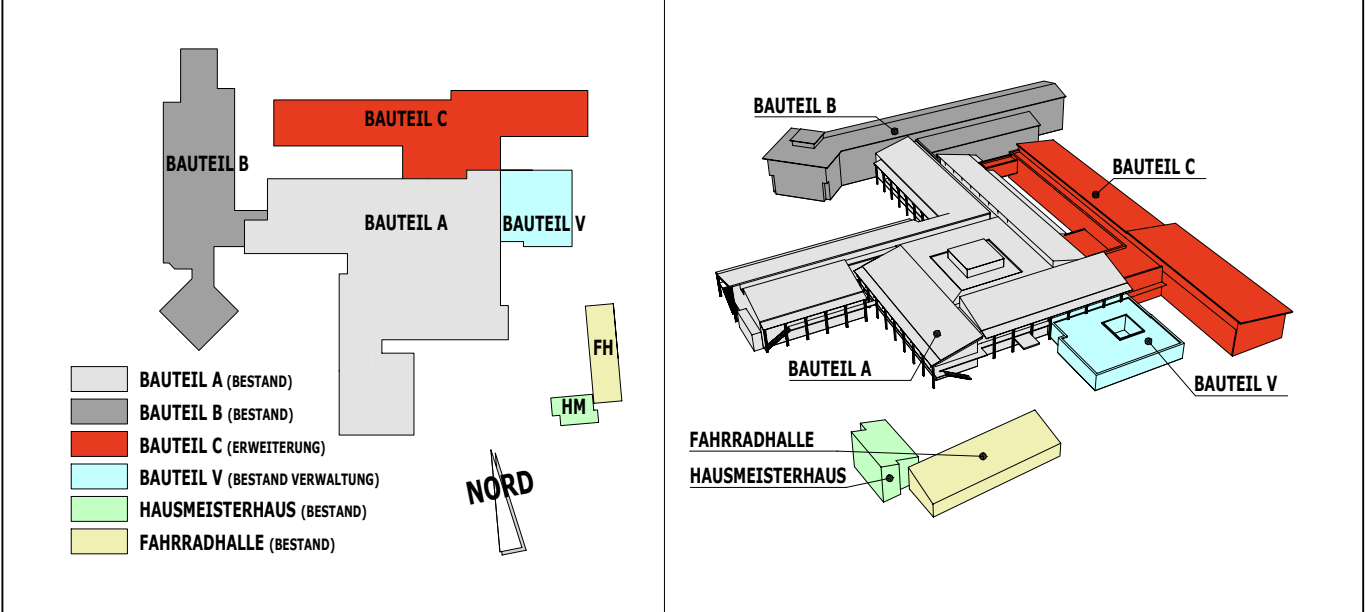 BAUTEIL C
BAUTEIL B
BAUTEIL A
BAUTEIL V
FH
HM
BAUTEIL A (BESTAND)
BAUTEIL B (BESTAND)
BAUTEIL C (ERWEITERUNG)
BAUTEIL V (BESTAND VERWALTUNG)
HAUSMEISTERHAUS (BESTAND)
FAHRRADHALLE (BESTAND)
NORD
BAUTEIL B
BAUTEIL C
BAUTEIL A
BAUTEIL V
FAHRRADHALLE
HAUSMEISTERHAUS